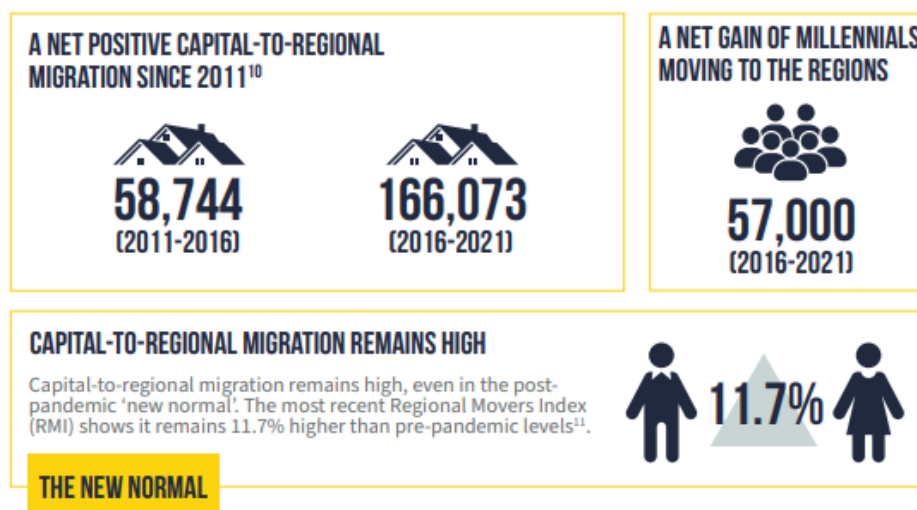 A NET POSITIVE CAPITAL-TO-REGIONAL
MIGRATION SINCE 2011¹⁰
58,744
(2011-2016)
166,073
(2016-2021)
A NET GAIN OF MILLENNIALS
MOVING TO THE REGIONS
57,000
(2016-2021)
CAPITAL-TO-REGIONAL MIGRATION REMAINS HIGH
Capital-to-regional migration remains high, even in the post-
pandemic ‘new normal’. The most recent Regional Movers Index
(RMI) shows it remains 11.7% higher than pre-pandemic levels¹¹.
11.7%
THE NEW NORMAL